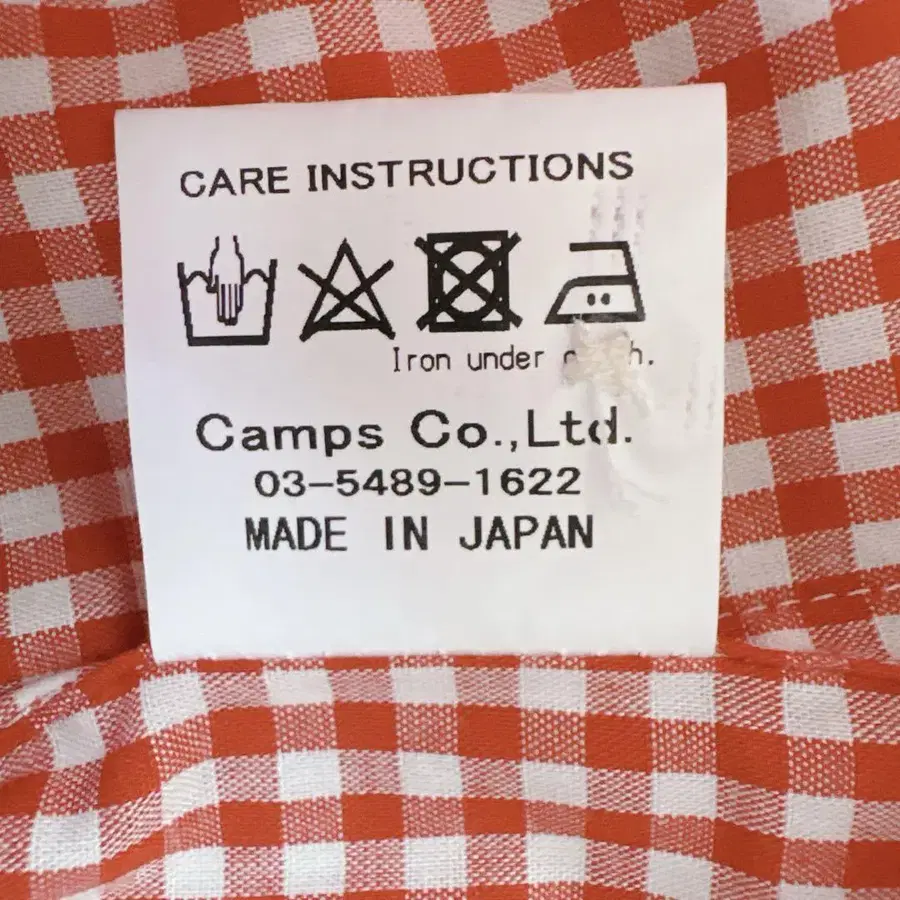 CARE INSTRUCTIONS
Iron under
Camps Co.,Ltd.
03-5489-1622
MADE IN JAPAN